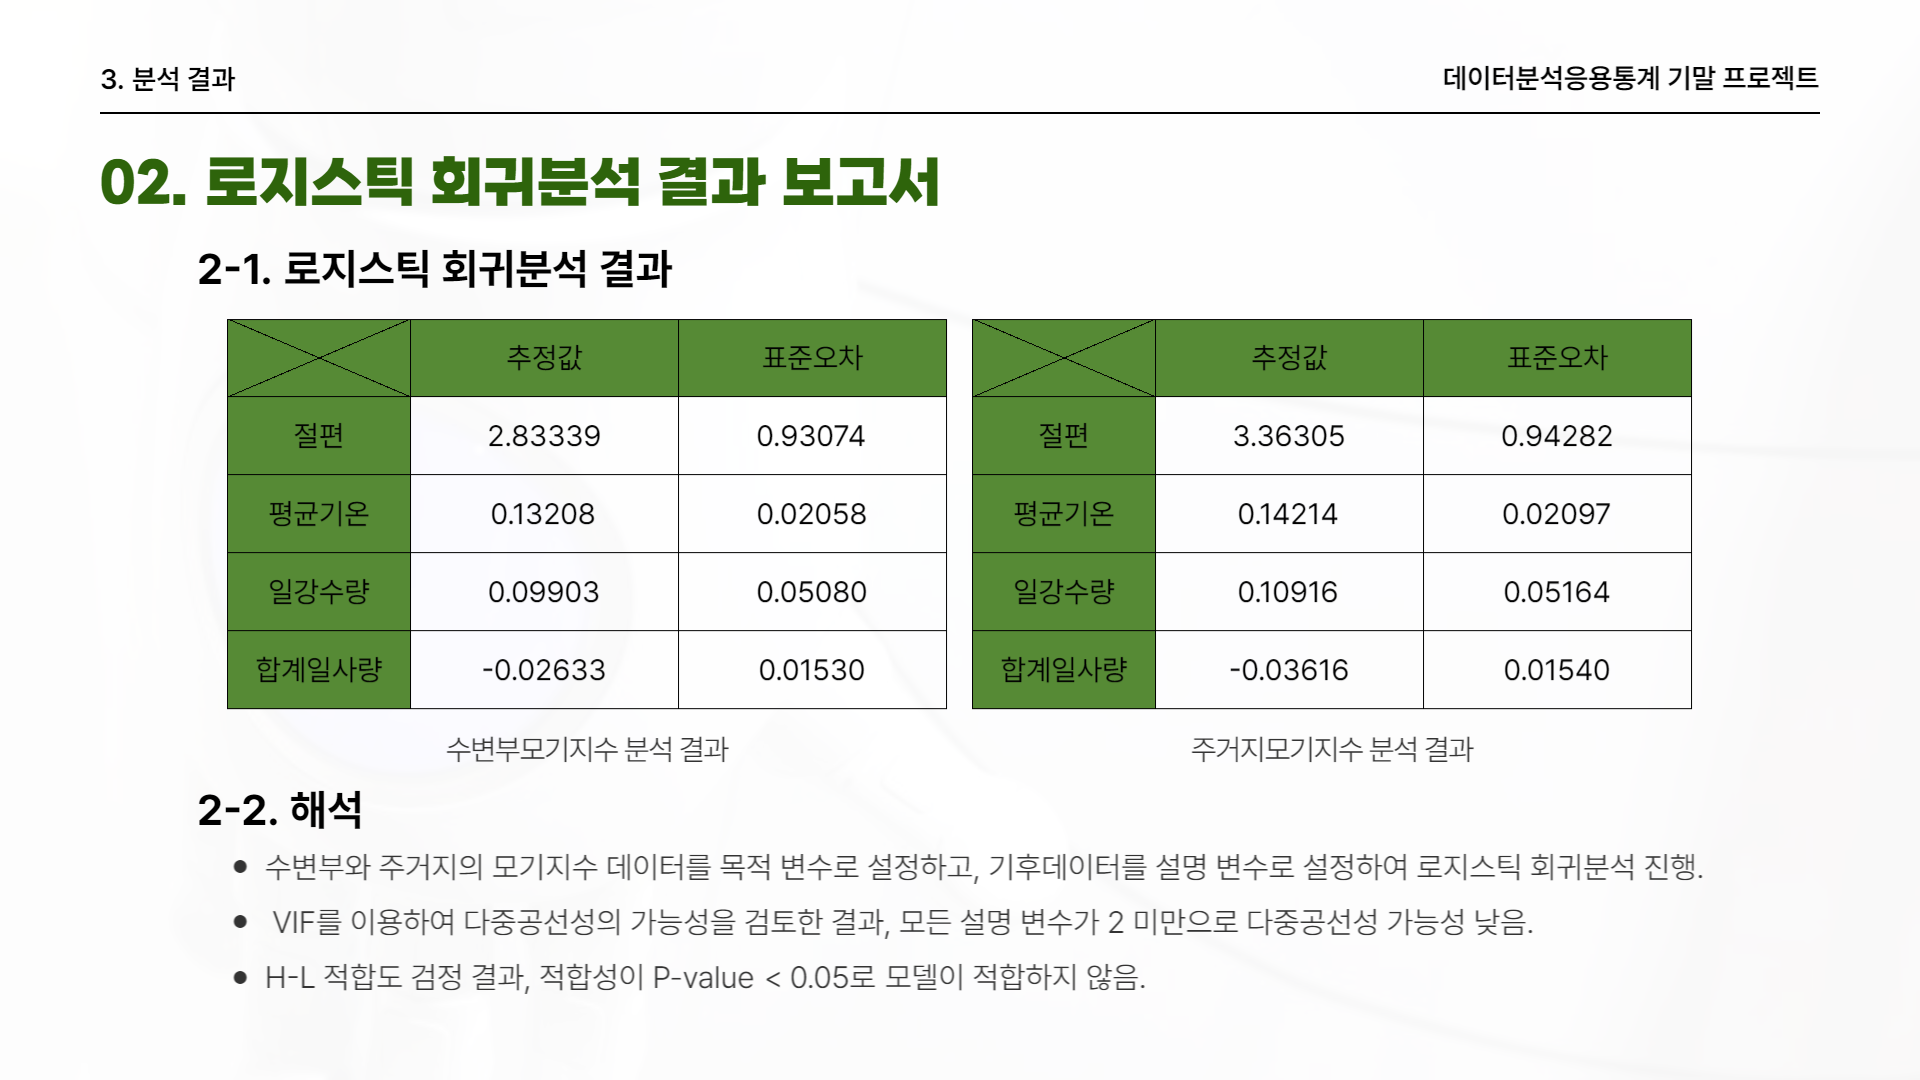 3. 분석 결과
데이터분석응용통계 기말 프로젝트
02. 로지스틱 회귀분석 결과 보고서
2-1. 로지스틱 회귀분석 결과
추정값 표준오차
절편 2.83339 0.93074
평균기온 0.13208 0.02058
일강수량 0.09903 0.05080
합계일사량 -0.02633 0.01530
수변부모기지수 분석 결과
추정값 표준오차
절편 3.36305 0.94282
평균기온 0.14214 0.02097
일강수량 0.10916 0.05164
합계일사량 -0.03616 0.01540
주거지모기지수 분석 결과
2-2. 해석
● 수변부와 주거지의 모기지수 데이터를 목적 변수로 설정하고, 기후데이터를 설명 변수로 설정하여 로지스틱 회귀분석 진행.
● VIF를 이용하여 다중공선성의 가능성을 검토한 결과, 모든 설명 변수가 2 미만으로 다중공선성 가능성 낮음.
● H-L 적합도 검정 결과, 적합성이 P-value < 0.05로 모델이 적합하지 않음.